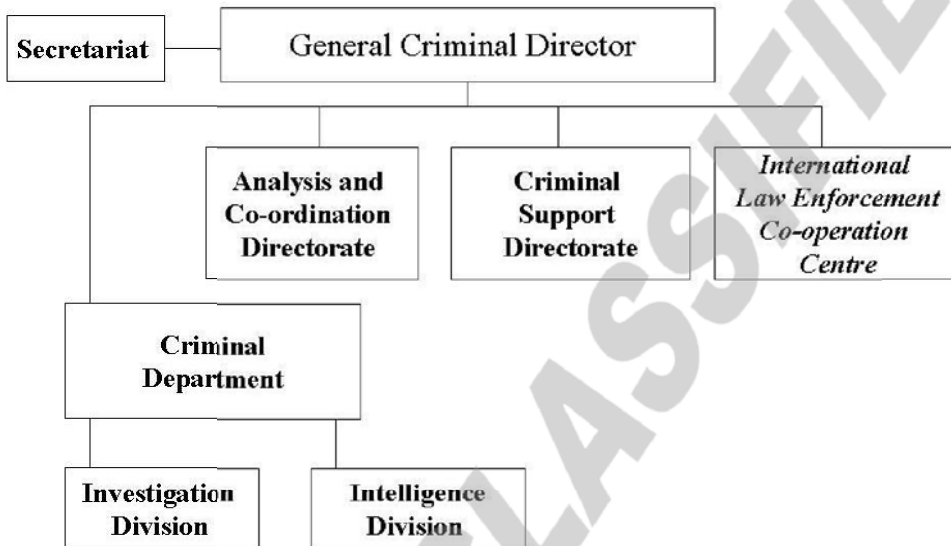 Secretariat
General Criminal Director
Analysis and
Co-ordination
Directorate
Criminal
Support
Directorate
International
Law Enforcement
Co-operation
Centre
Criminal
Department
Investigation
Division
Intelligence
Division